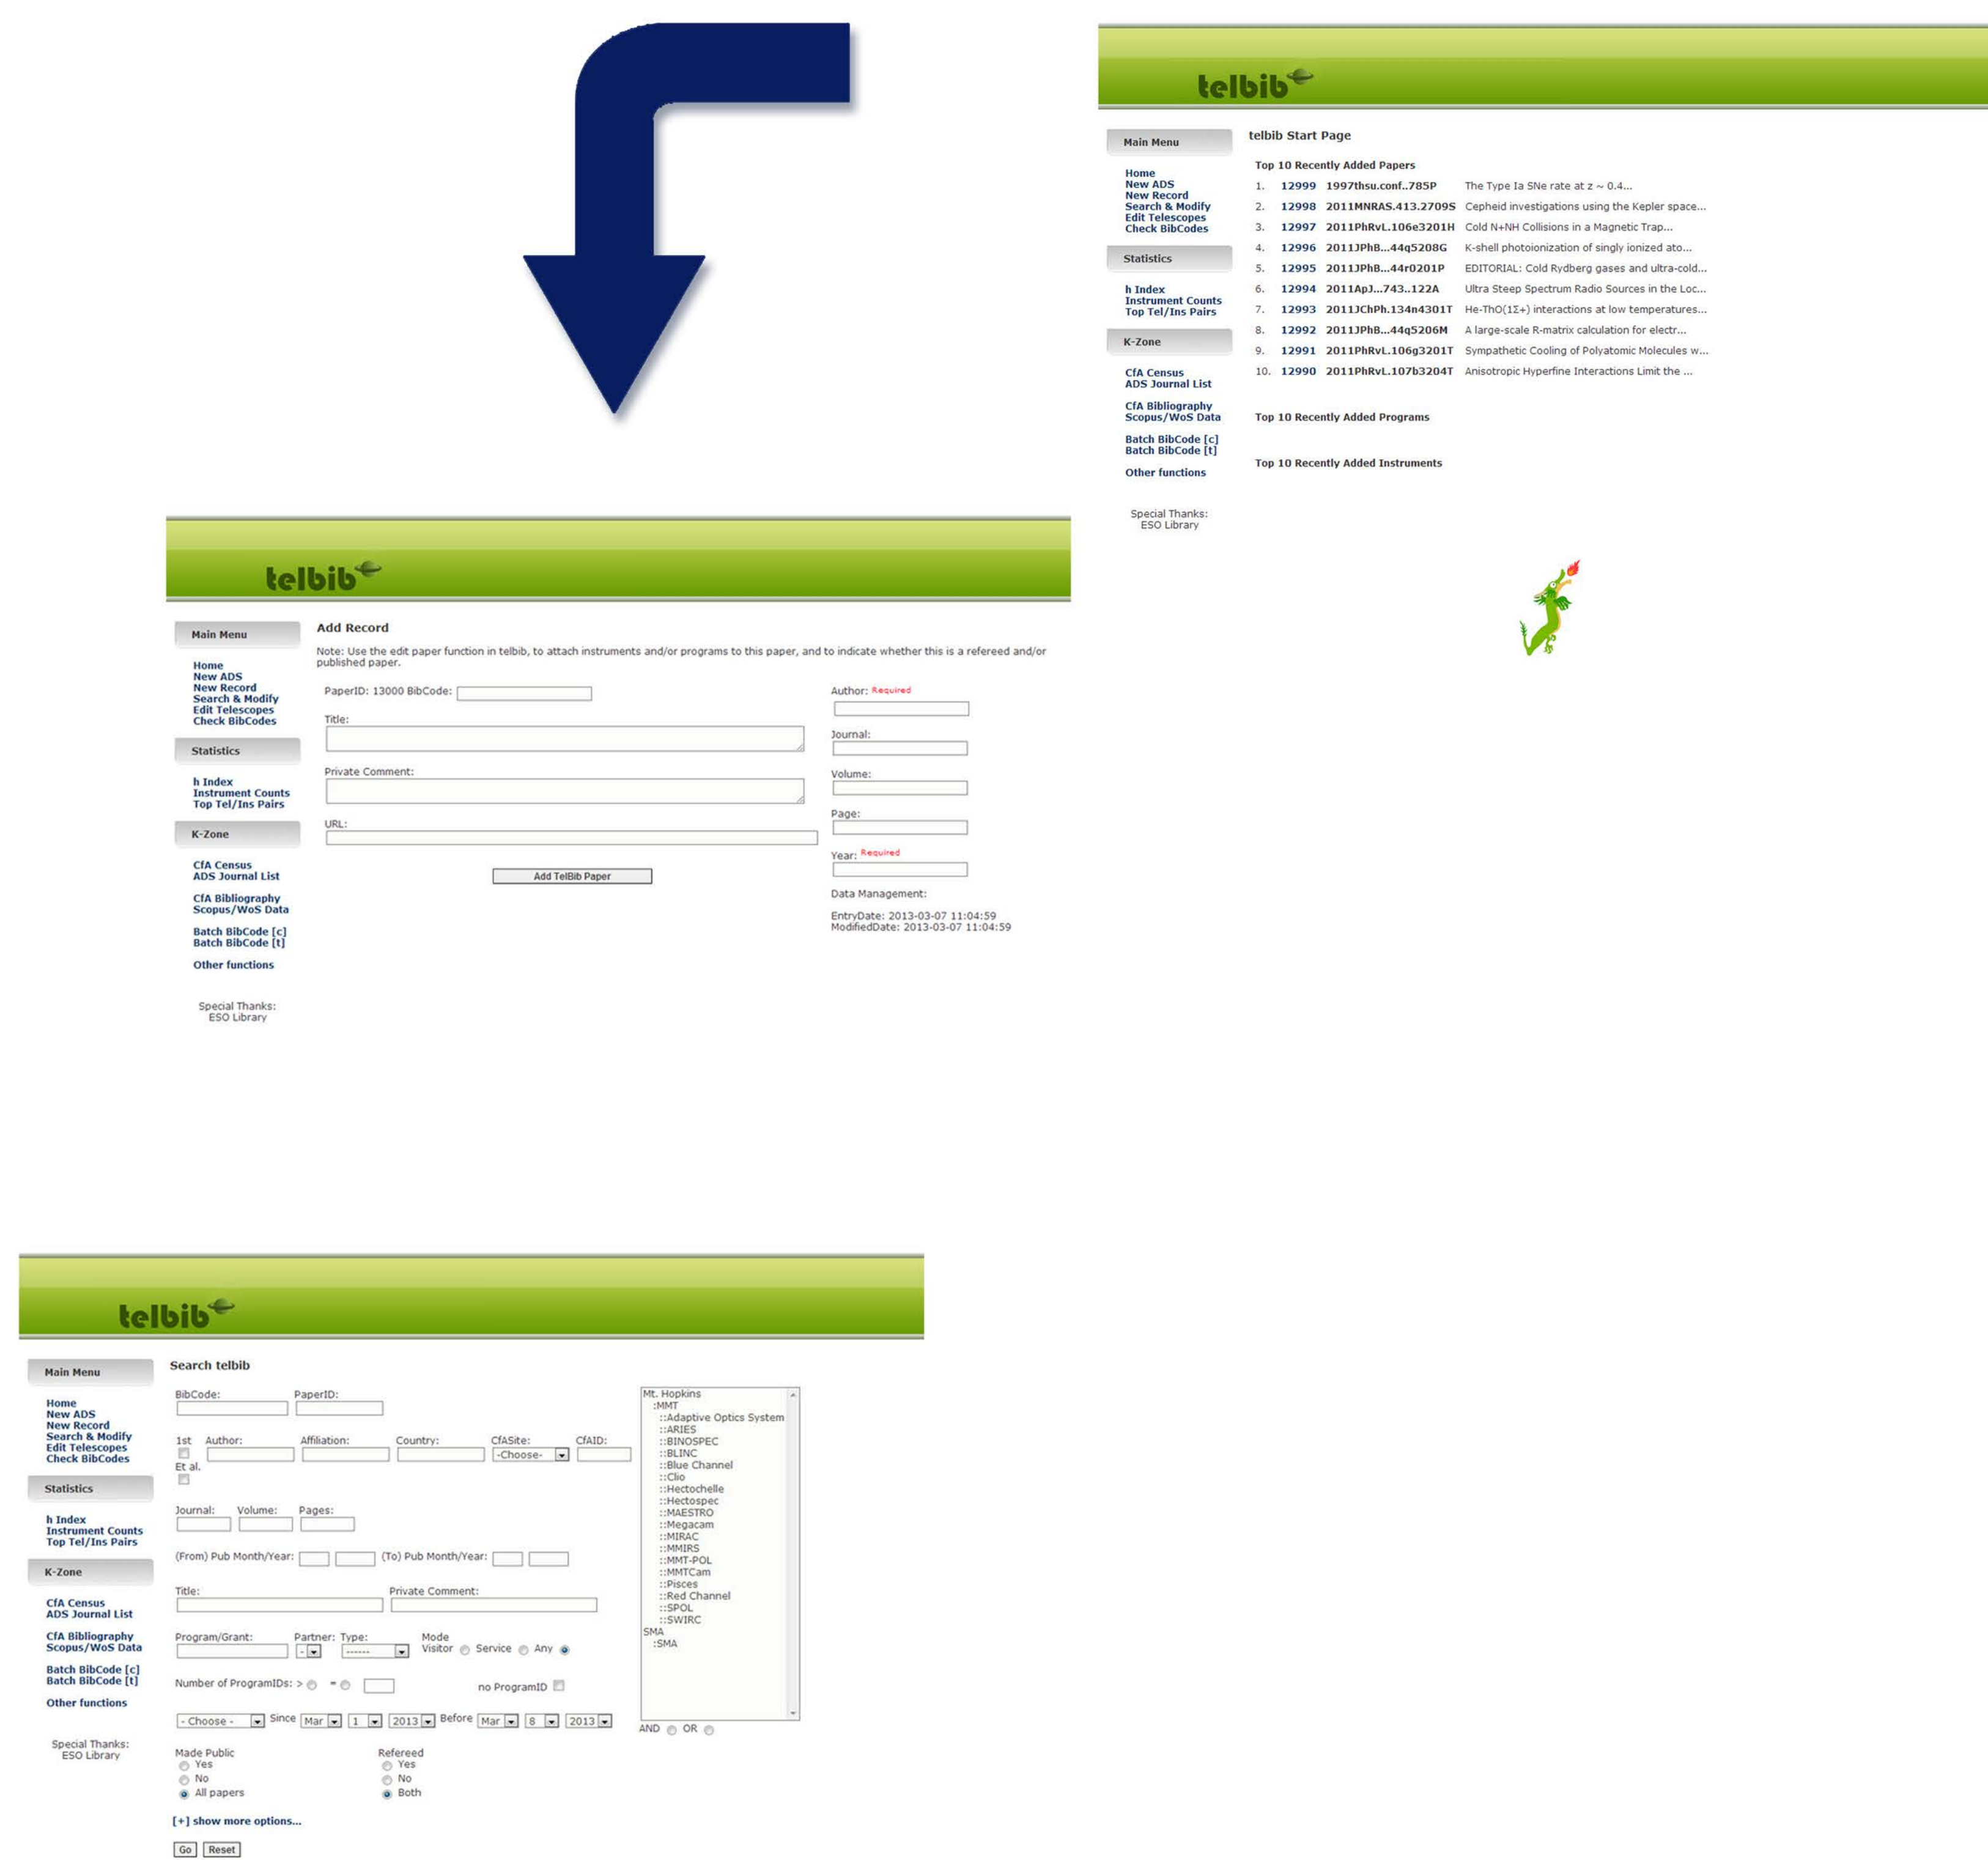 telbib
Main Menu
Home
New ADS
New Record
Search & Modify
Edit Telescopes
Check BibCodes
Statistics
h Index
Instrument Counts
Top Tel/Ins Pairs
K-Zone
CfA Census
ADS Journal List
CfA Bibliography
Scopus/WoS Data
Batch BibCode [c]
Batch BibCode [t]
Other functions
Special Thanks:
ESO Library
telbib Start Page
Top 10 Recently Added Papers
1. 12999 1997thsu.conf..785P The Type Ia SNe rate at z ~ 0.4...
2. 12998 2011MNRAS.413.2709S Cepheid investigations using the Kepler space...
3. 12997 2011PhRvL.106e3201H Cold N+NH Collisions in a Magnetic Trap...
4. 12996 2011JPhB...44q5208G K-shell photoionization of singly ionized ato...
5. 12995 2011JPhB...44r0201P EDITORIAL: Cold Rydberg gases and ultra-cold...
6. 12994 2011ApJ...743..122A Ultra Steep Spectrum Radio Sources in the Loc...
7. 12993 2011JChPh.134n4301T He-ThO(1Σ+) interactions at low temperatures...
8. 12992 2011JPhB...44q5206M A large-scale R-matrix calculation for electr...
9. 12991 2011PhRvL.106g3201T Sympathetic Cooling of Polyatomic Molecules w...
10. 12990 2011PhRvL.107b3204T Anisotropic Hyperfine Interactions Limit the ...
Top 10 Recently Added Programs
Top 10 Recently Added Instruments
telbib
Main Menu
Home
New ADS
New Record
Search & Modify
Edit Telescopes
Check BibCodes
Statistics
h Index
Instrument Counts
Top Tel/Ins Pairs
K-Zone
CfA Census
ADS Journal List
CfA Bibliography
Scopus/WoS Data
Batch BibCode [c]
Batch BibCode [t]
Other functions
Special Thanks:
ESO Library
Add Record
Note: Use the edit paper function in telbib, to attach instruments and/or programs to this paper, and to indicate whether this is a refereed and/or
published paper.
PaperID: 13000 BibCode:
Title:
Private Comment:
URL:
Add TelBib Paper
Author: Required
Journal:
Volume:
Page:
Year: Required
Data Management:
EntryDate: 2013-03-07 11:04:59
ModifiedDate: 2013-03-07 11:04:59
telbib
Main Menu
Home
New ADS
New Record
Search & Modify
Edit Telescopes
Check BibCodes
Statistics
h Index
Instrument Counts
Top Tel/Ins Pairs
K-Zone
CfA Census
ADS Journal List
CfA Bibliography
Scopus/WoS Data
Batch BibCode [c]
Batch BibCode [t]
Other functions
Special Thanks:
ESO Library
Search telbib
BibCode: PaperID:
1st Author: Affiliation: Country: CfASite: CfAID:
-Choose-
Et al.
Journal: Volume: Pages:
(From) Pub Month/Year: (To) Pub Month/Year:
Title: Private Comment:
Program/Grant: Partner: Type: Mode
- ------ Visitor Service Any
Number of ProgramIDs: > = no ProgramID
- Choose - Since Mar 1 2013 Before Mar 8 2013
Made Public Refereed
Yes Yes
No No
All papers Both
[+] show more options...
Go Reset
Mt. Hopkins
:MMT
::Adaptive Optics System
::ARIES
::BINOSPEC
::BLINC
::Blue Channel
::Clio
::Hectochelle
::Hectospec
::MAESTRO
::Megacam
::MIRAC
::MMIRS
::MMT-POL
::MMTCam
::Pisces
::Red Channel
::SPOL
::SWIRC
SMA
:SMA
AND OR